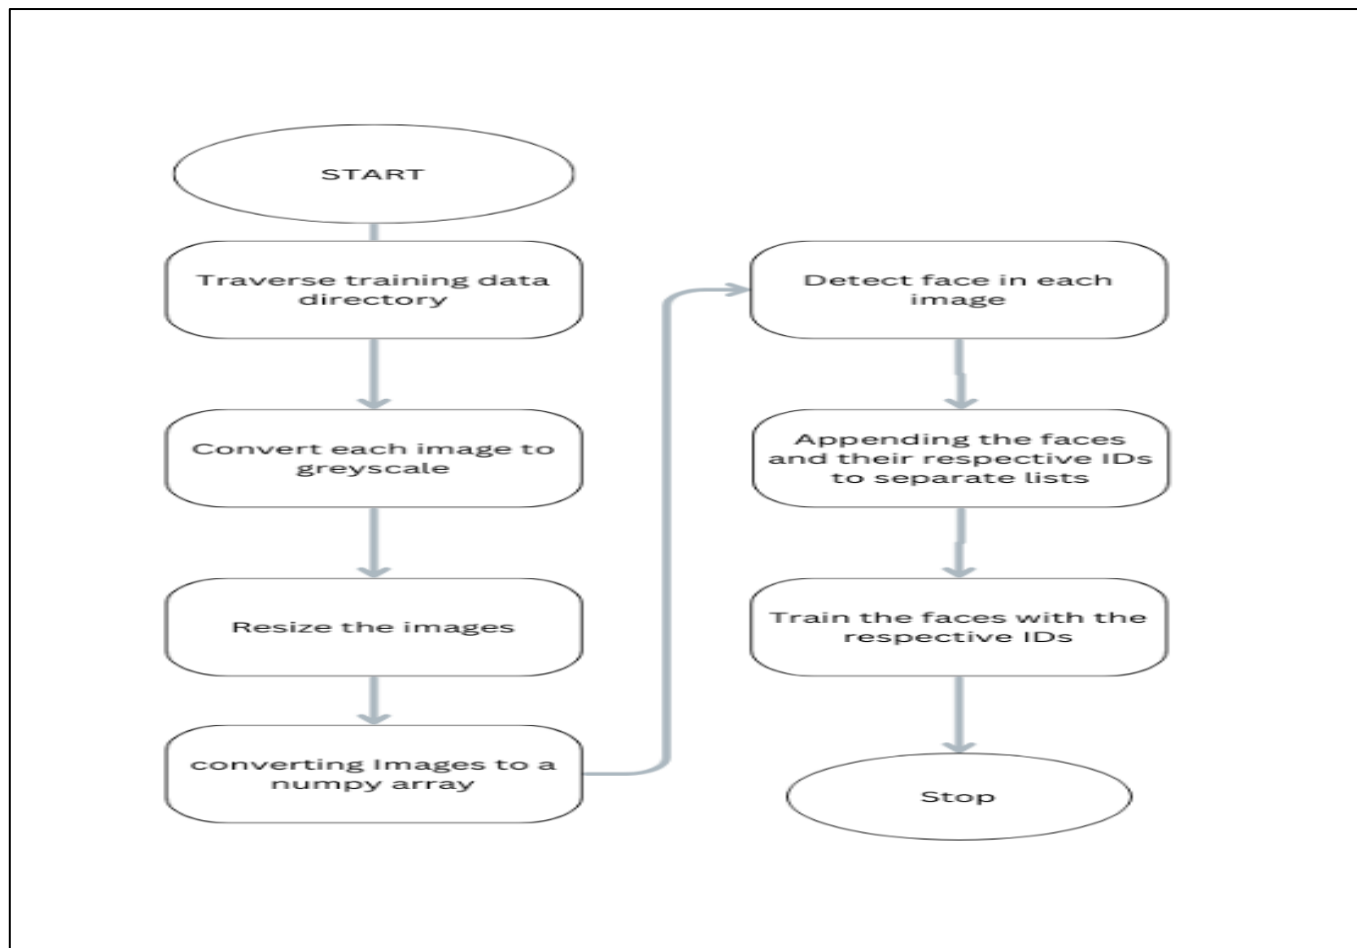 START
Traverse training data
directory
Convert each image to
greyscale
Resize the images
converting Images to a
numpy array
Detect face in each
image
Appending the faces
and their respective IDs
to separate lists
Train the faces with the
respective IDs
Stop